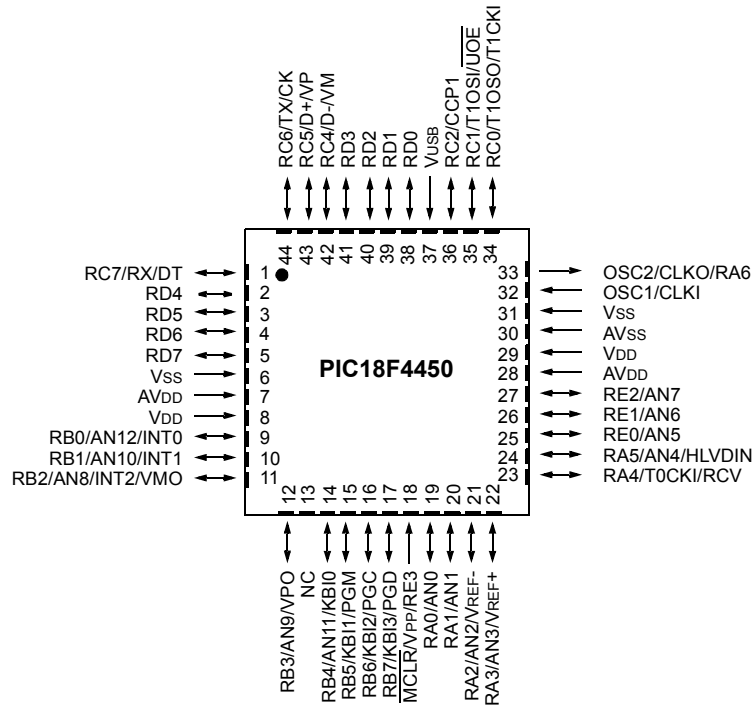 RC6/TX/CK
RC5/D+/VP
RC4/D-/VM
RD3
RD2
RD1
RD0
VUSB
RC2/CCP1
RC1/T1OSI/UOE
RC0/T1OSO/T1CKI
44
43
42
41
40
39
38
37
36
35
34
RC7/RX/DT 1
RD4 2
RD5 3
RD6 4
RD7 5
VSS 6
AVDD 7
VDD 8
RB0/AN12/INT0 9
RB1/AN10/INT1 10
RB2/AN8/INT2/VMO 11
PIC18F4450
33 OSC2/CLKO/RA6
32 OSC1/CLKI
31 VSS
30 AVSS
29 VDD
28 AVDD
27 RE2/AN7
26 RE1/AN6
25 RE0/AN5
24 RA5/AN4/HLVDIN
23 RA4/T0CKI/RCV
12
13
14
15
16
17
18
19
20
21
22
RB3/AN9/VPO
NC
RB4/AN11/KBI0
RB5/KBI1/PGM
RB6/KBI2/PGC
RB7/KBI3/PGD
MCLR/VPP/RE3
RA0/AN0
RA1/AN1
RA2/AN2/VREF-
RA3/AN3/VREF+